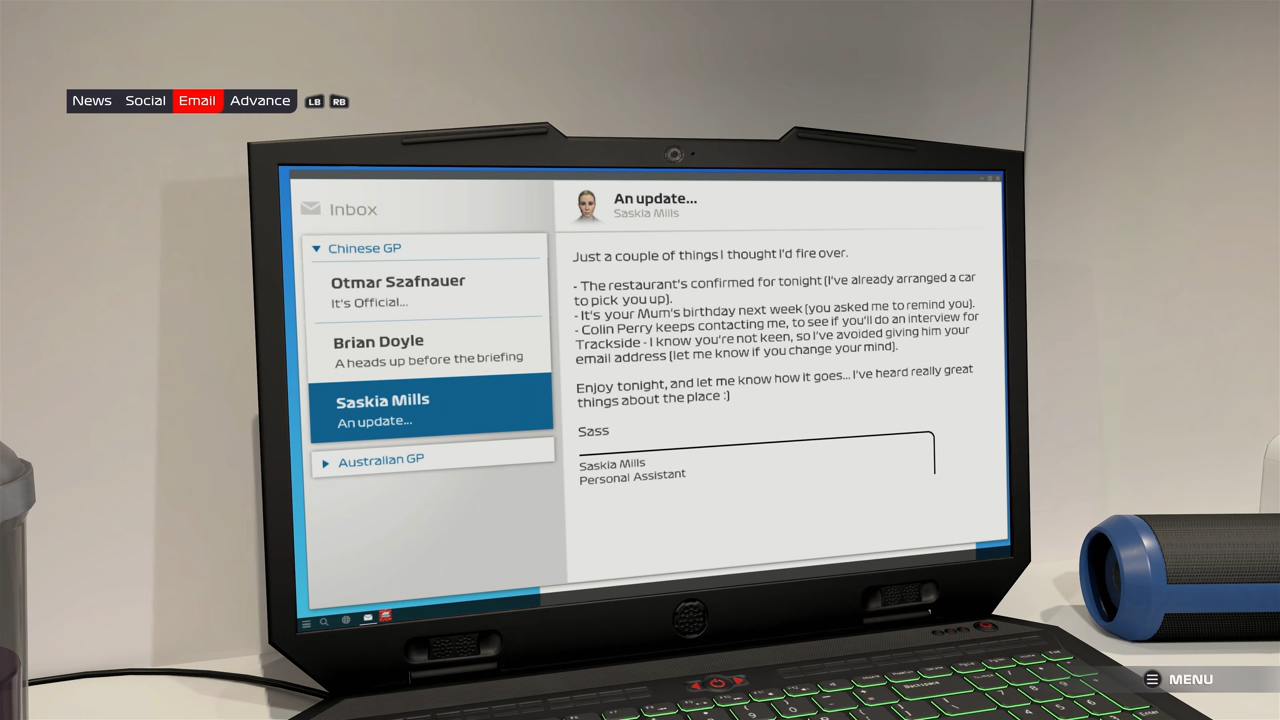 News Social Email Advance LB RB
Inbox
Chinese GP
Otmar Szafnauer
It's Official...
Brian Doyle
A heads up before the briefing
Saskia Mills
An update...
Australian GP
An update...
Saskia Mills
Just a couple of things I thought I'd fire over.
- The restaurant's confirmed for tonight (I've already arranged a car
to pick you up).
- It's your Mum's birthday next week (you asked me to remind you).
- Colin Perry keeps contacting me, to see if you'll do an interview for
Trackside - I know you're not keen, so I've avoided giving him your
email address (let me know if you change your mind).
Enjoy tonight, and let me know how it goes... I've heard really great
things about the place :)
Sass
Saskia Mills
Personal Assistant
Backspace
Enter
MENU